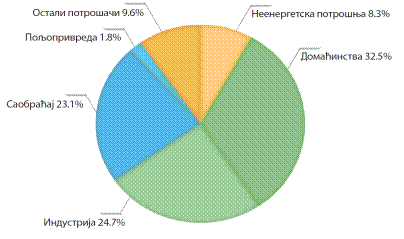 Остали потрошачи 9.6%
Неенергетска потрошња 8.3%
Пољопривреда 1.8%
Домаћинства 32.5%
Саобраћај 23.1%
Индустрија 24.7%